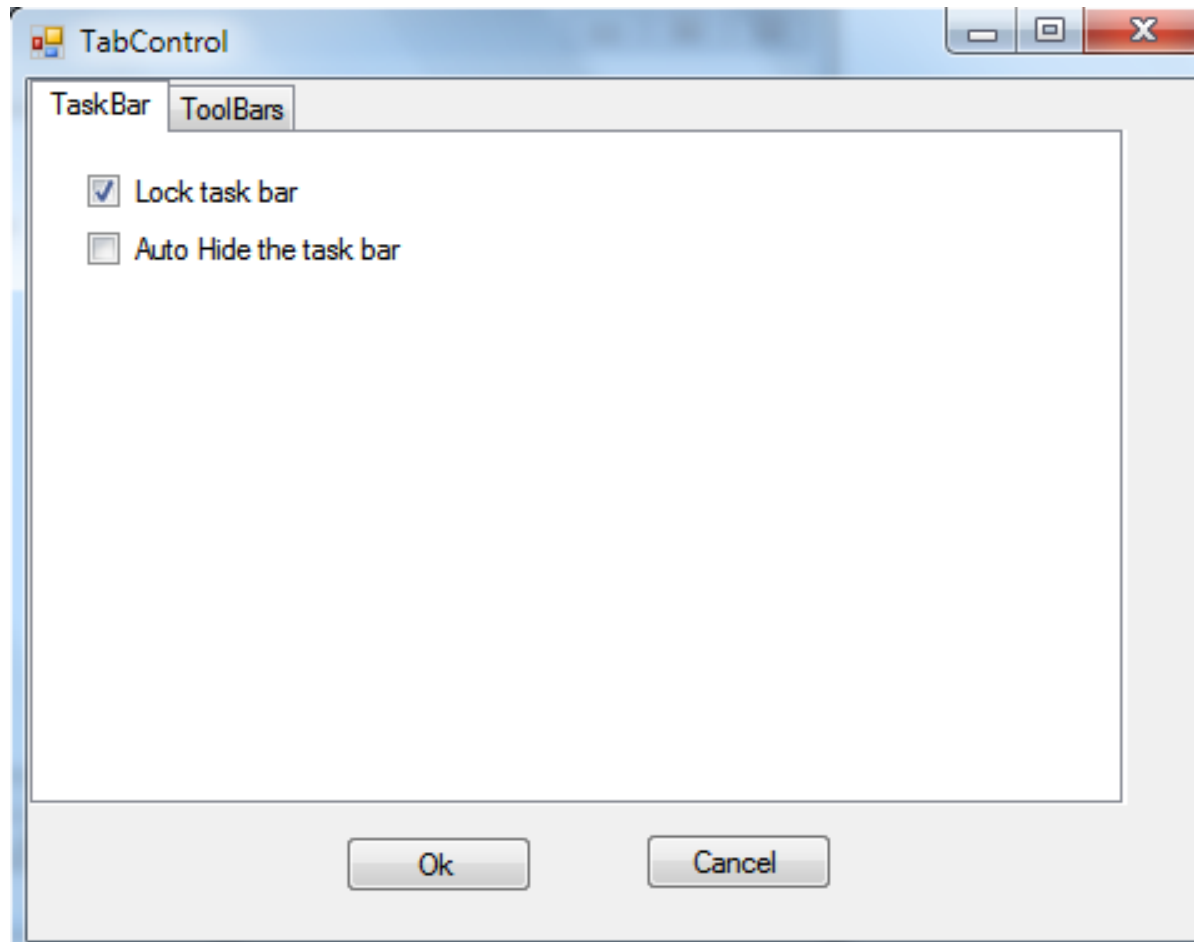 TabControl
TaskBar
ToolBars
Lock task bar
Auto Hide the task bar
Ok
Cancel